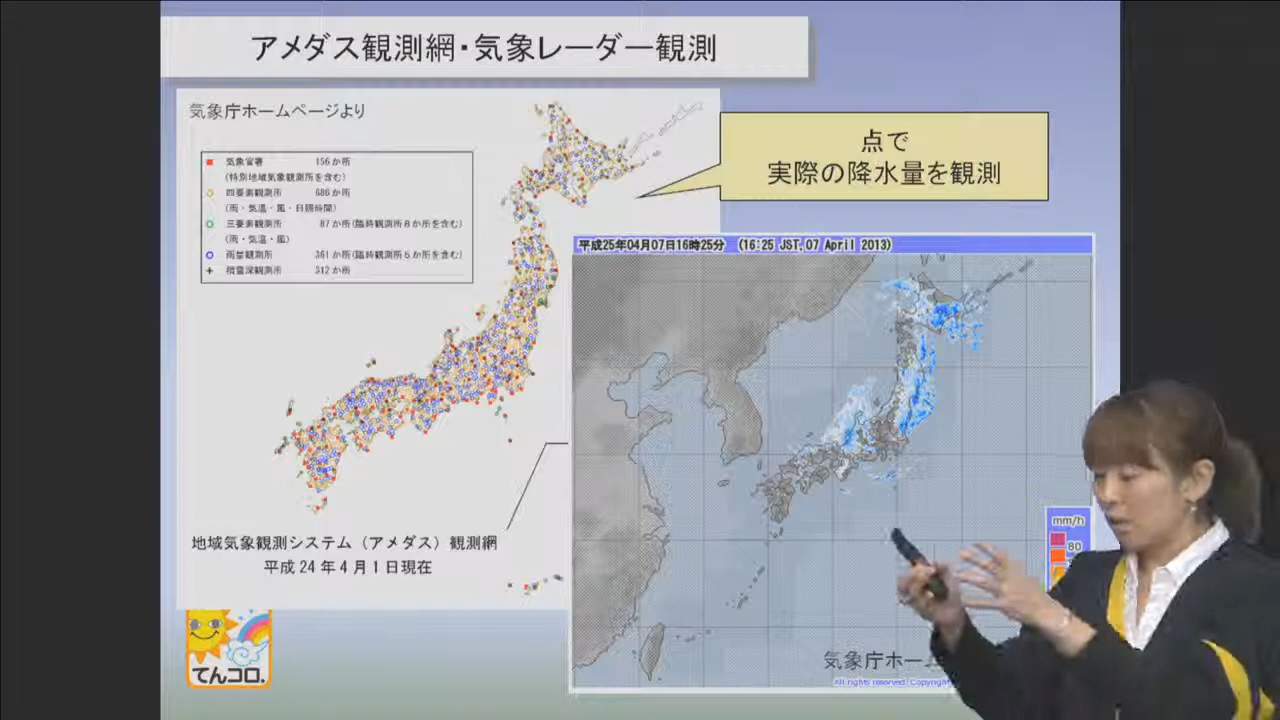 アメダス観測網・気象レーダー観測
気象庁ホームページより
気象官署 156か所
(特別地域気象観測所を含む)
四要素観測所 686か所
(雨・気温・風・日照時間)
三要素観測所 87か所(臨時観測所8か所を含む)
(雨・気温・風)
雨量観測所 361か所(臨時観測所5か所を含む)
積雪深観測所 312か所
点で
実際の降水量を観測
平成25年04月07日16時25分 (16:25 JST,07 April 2013)
地域気象観測システム(アメダス)観測網
平成24年4月1日現在
mm/h
80
気象庁ホー
All rights reserved. Copyright
てんコロ.